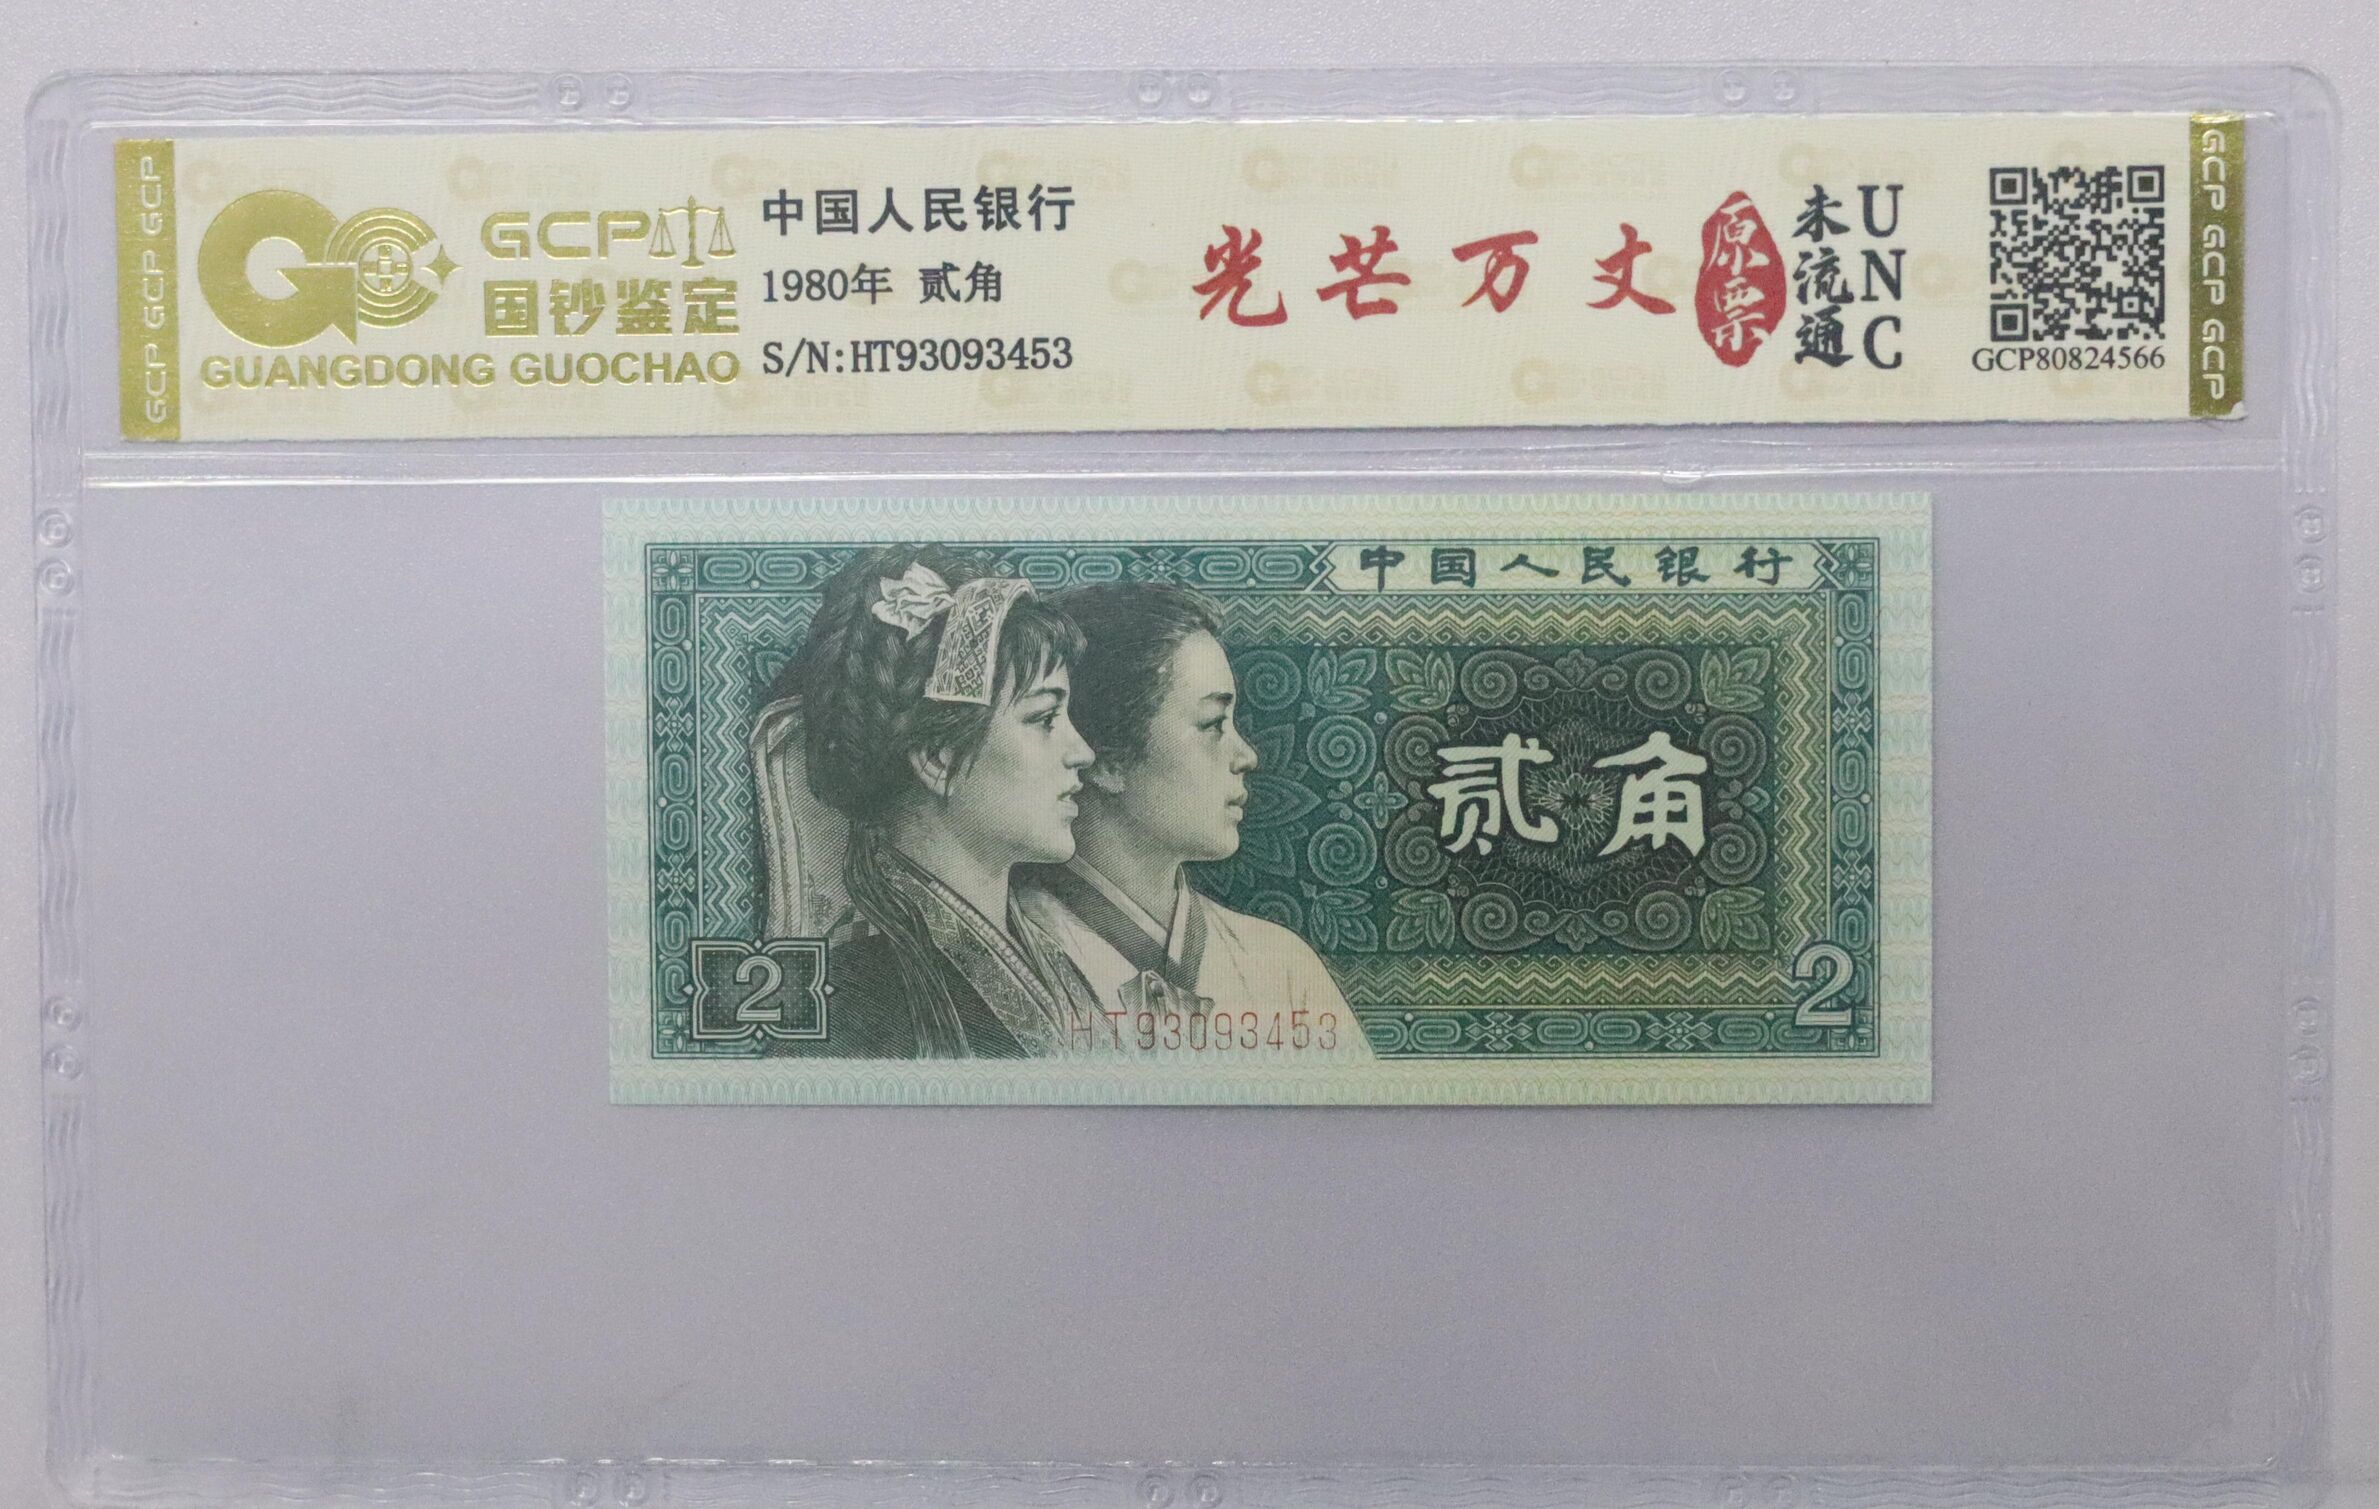 GCP GCP GCP
GCP
国钞鉴定
GUANGDONG GUOCHAO
中国人民银行
1980年 贰角
S/N:HT93093453
光芒万丈
原票
未流通
UNC
GCP80824566
GCP GCP GCP
中国人民银行
贰角
2
2
HT93093453